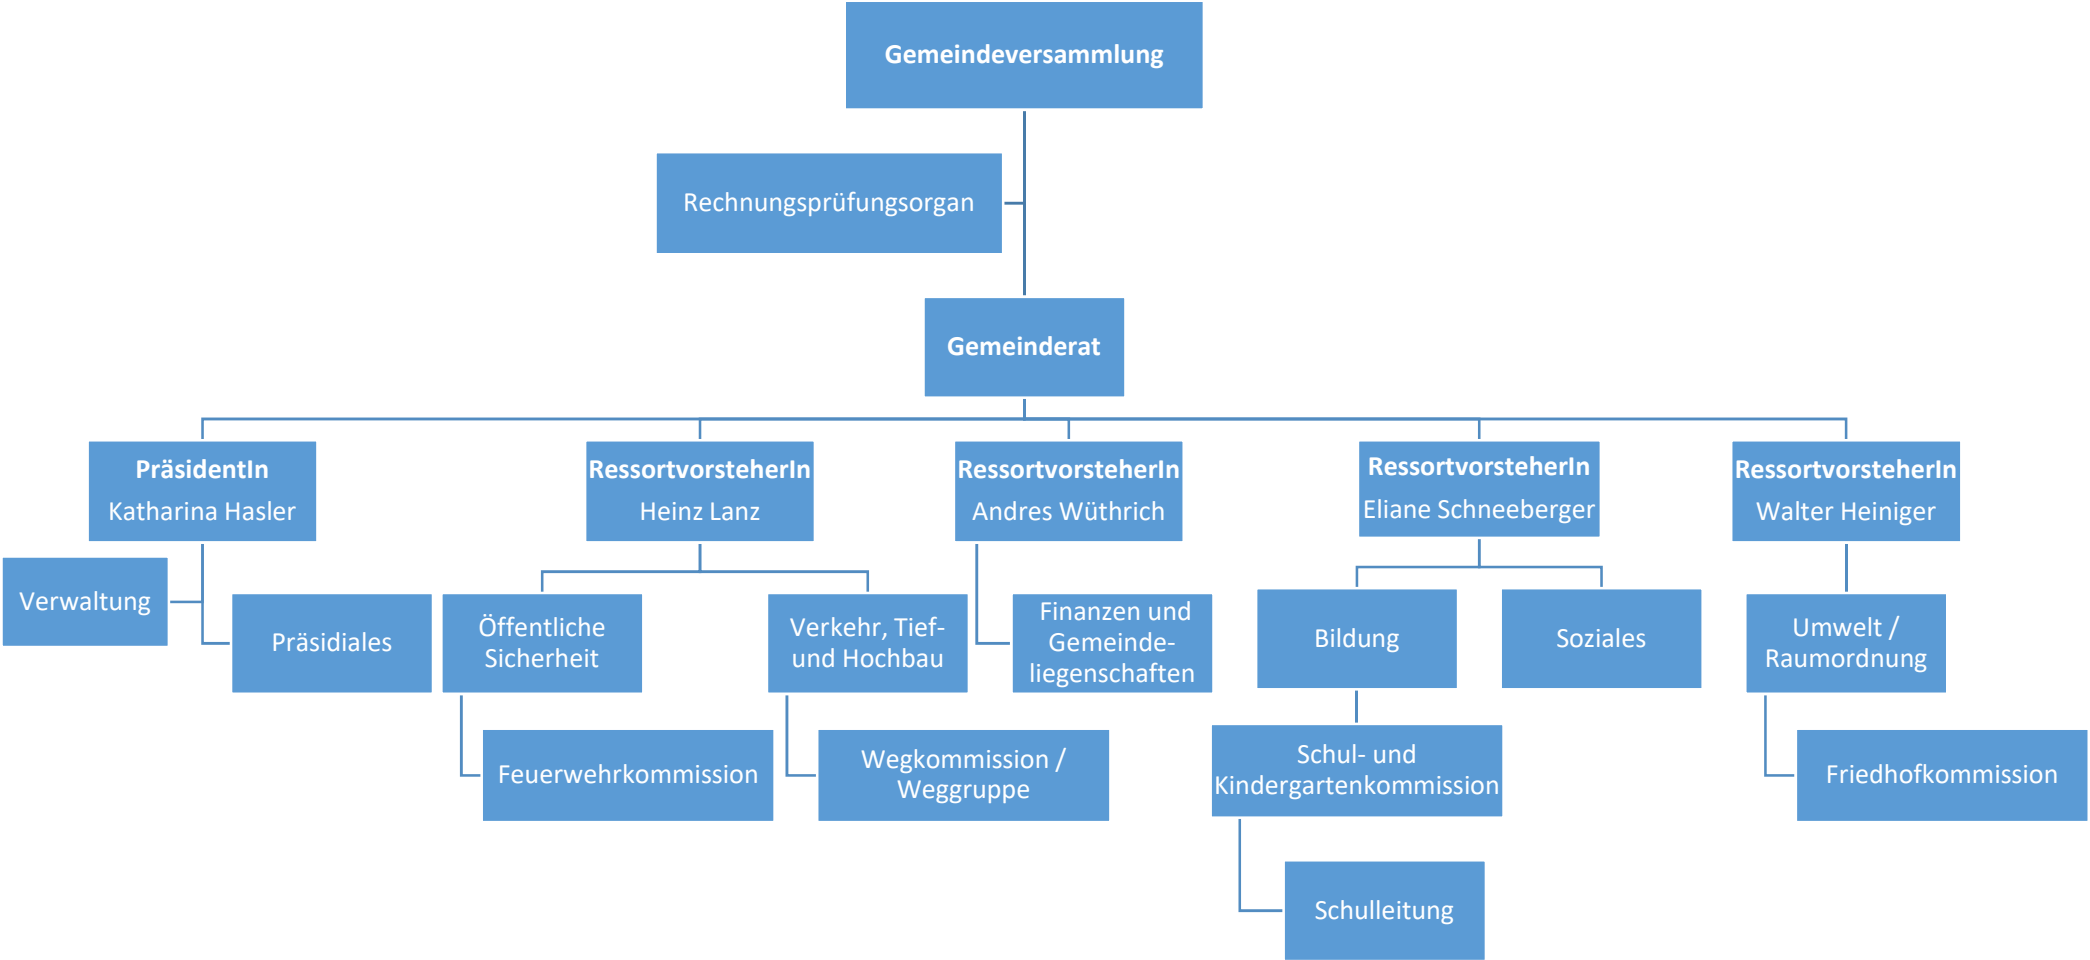 Gemeindeversammlung
Rechnungsprüfungsorgan
Gemeinderat
PräsidentIn
Katharina Hasler
RessortvorsteherIn
Heinz Lanz
RessortvorsteherIn
Andres Wüthrich
RessortvorsteherIn
Eliane Schneeberger
RessortvorsteherIn
Walter Heiniger
Verwaltung
Präsidiales
Öffentliche
Sicherheit
Verkehr, Tief-
und Hochbau
Finanzen und
Gemeinde-
liegenschaften
Bildung
Soziales
Umwelt /
Raumordnung
Feuerwehrkommission
Wegkommission /
Weggruppe
Schul- und
Kindergartenkommission
Friedhofkommission
Schulleitung